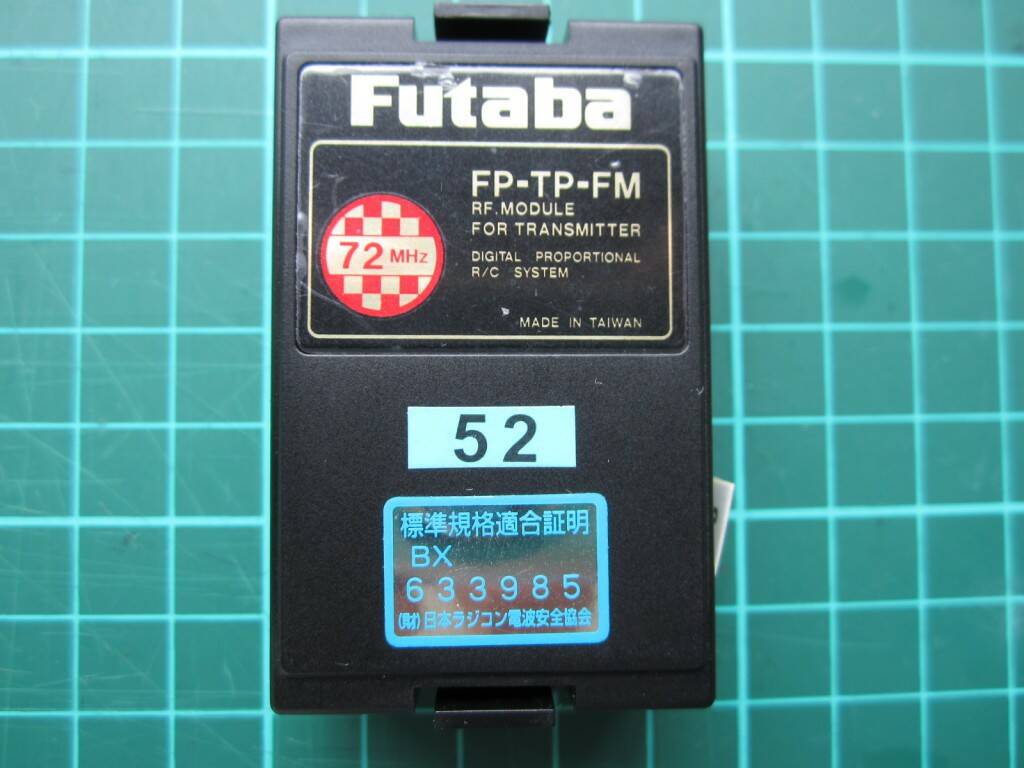 Futaba
FP-TP-FM
RF.MODULE
FOR TRANSMITTER
72 MHz
DIGITAL PROPORTIONAL
R/C SYSTEM
MADE IN TAIWAN
52
標準規格適合証明
BX
633985
(財)日本ラジコン電波安全協会